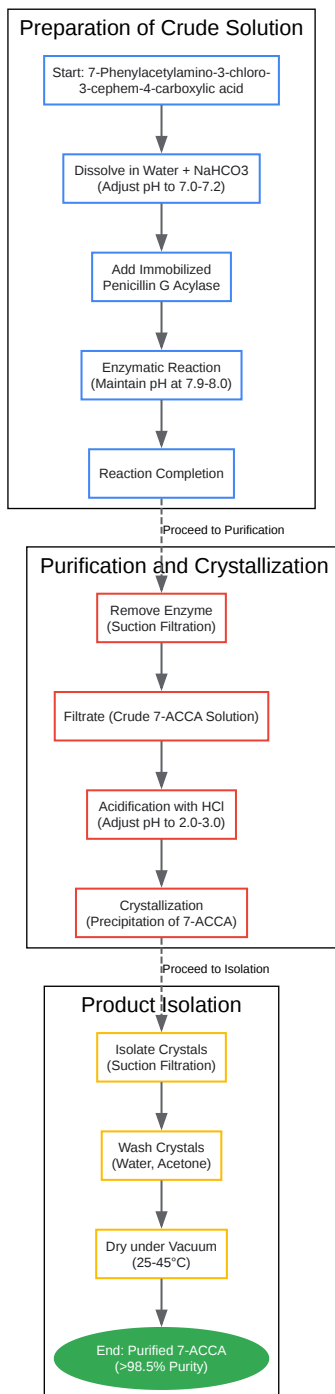 Preparation of Crude Solution
Start: 7-Phenylacetylamino-3-chloro-
3-cephem-4-carboxylic acid
Dissolve in Water + NaHCO3
(Adjust pH to 7.0-7.2)
Add Immobilized
Penicillin G Acylase
Enzymatic Reaction
(Maintain pH at 7.9-8.0)
Reaction Completion
Proceed to Purification
Purification and Crystallization
Remove Enzyme
(Suction Filtration)
Filtrate (Crude 7-ACCA Solution)
Acidification with HCl
(Adjust pH to 2.0-3.0)
Crystallization
(Precipitation of 7-ACCA)
Proceed to Isolation
Product Isolation
Isolate Crystals
(Suction Filtration)
Wash Crystals
(Water, Acetone)
Dry under Vacuum
(25-45°C)
End: Purified 7-ACCA
(>98.5% Purity)